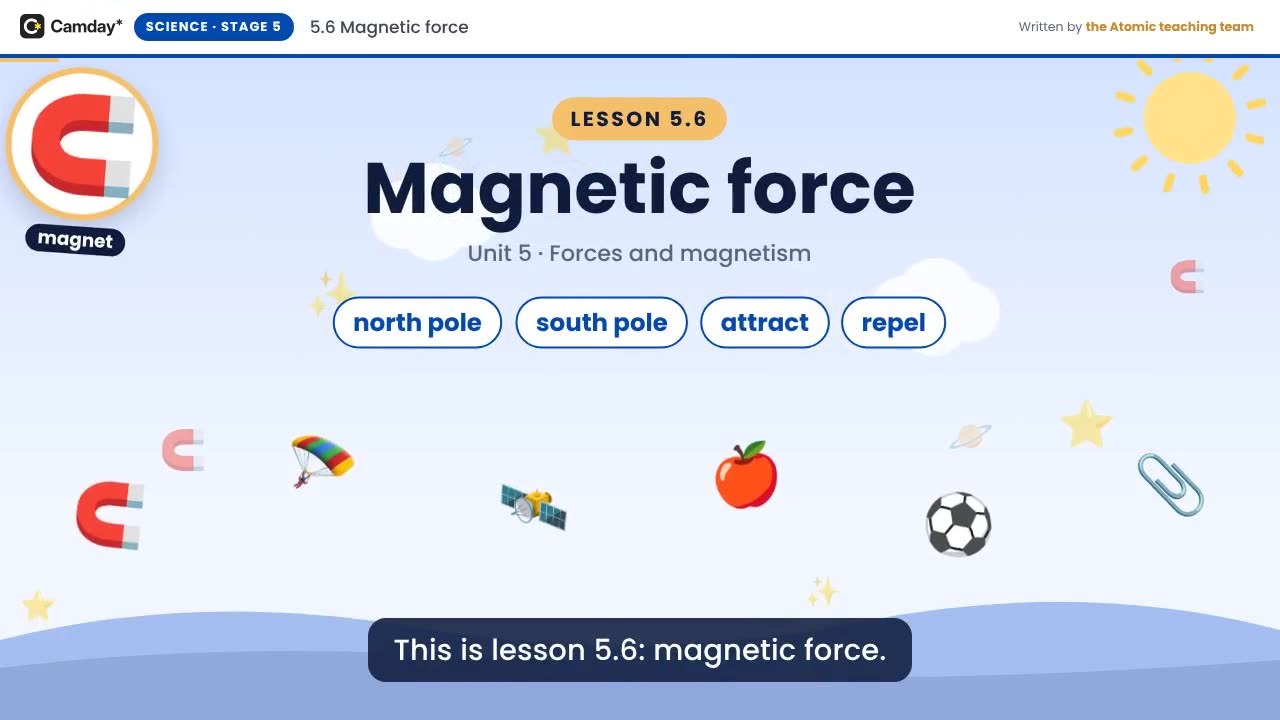 Camday*
SCIENCE · STAGE 5
5.6 Magnetic force
Written by the Atomic teaching team
magnet
LESSON 5.6
Magnetic force
Unit 5 · Forces and magnetism
north pole
south pole
attract
repel
This is lesson 5.6: magnetic force.